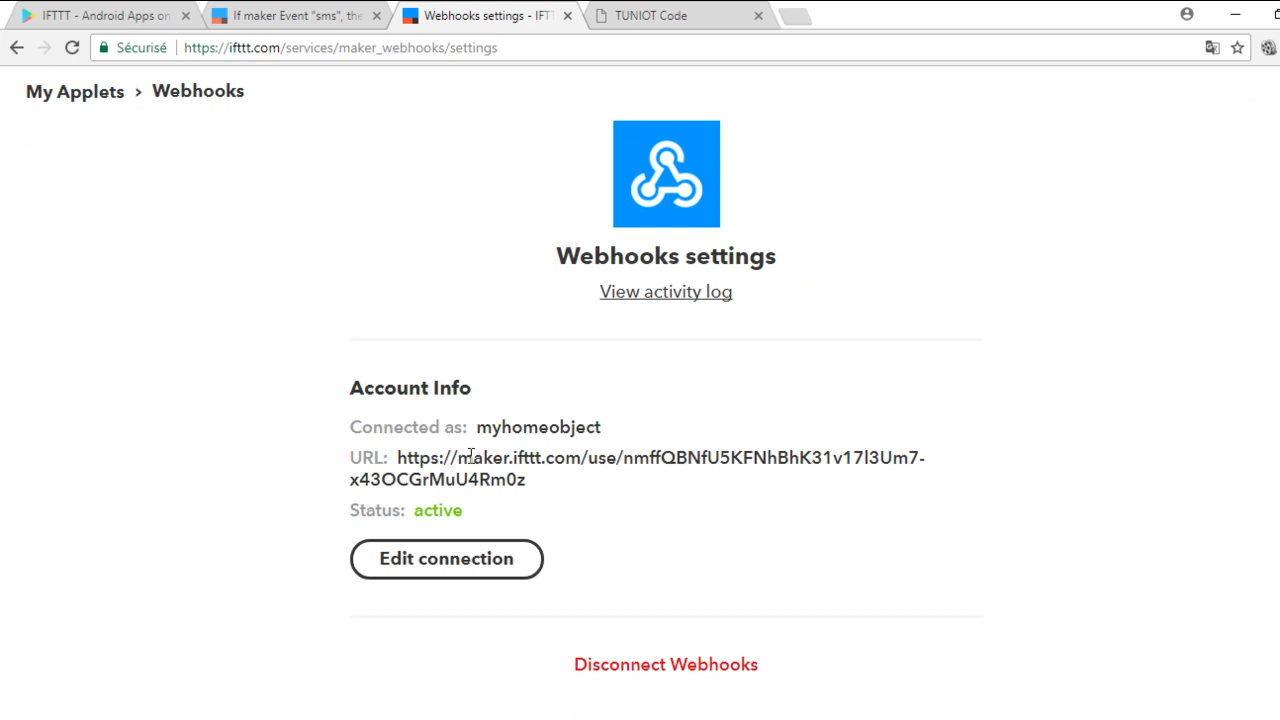 IFTTT - Android Apps on
If maker Event "sms", the
Webhooks settings - IFTT
TUNIOT Code
Sécurisé
https://ifttt.com/services/maker_webhooks/settings
My Applets > Webhooks
Webhooks settings
View activity log
Account Info
Connected as: myhomeobject
URL: https://maker.ifttt.com/use/nmffQBNfU5KFNhBhK31v17l3Um7-
x43OCGrMuU4Rm0z
Status: active
Edit connection
Disconnect Webhooks